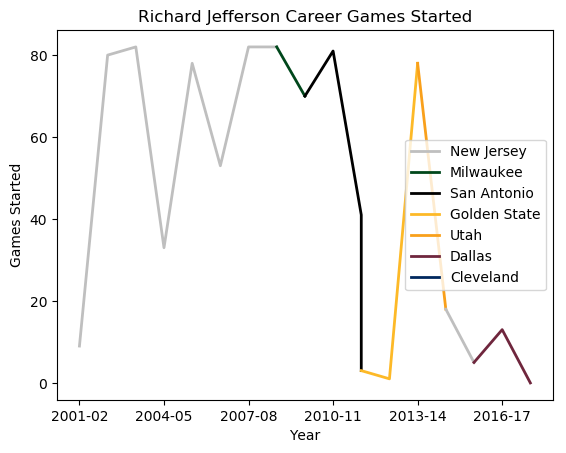 Richard Jefferson Career Games Started
Games Started
80
60
40
20
0
New Jersey
Milwaukee
San Antonio
Golden State
Utah
Dallas
Cleveland
2001-02 2004-05 2007-08 2010-11 2013-14 2016-17
Year